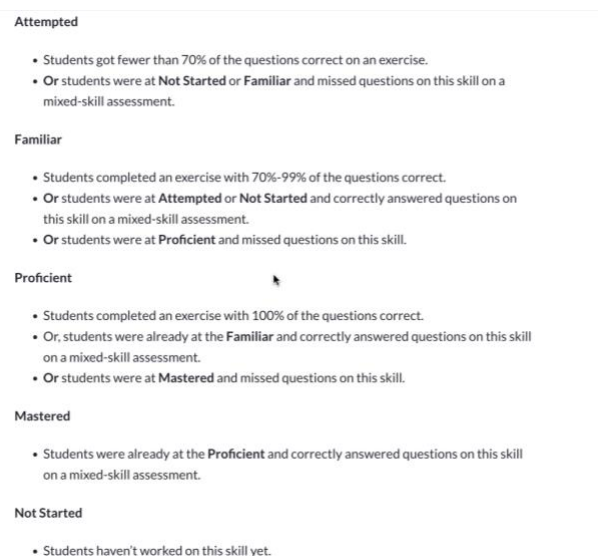 Attempted
• Students got fewer than 70% of the questions correct on an exercise.
• Or students were at Not Started or Familiar and missed questions on this skill on a
mixed-skill assessment.
Familiar
• Students completed an exercise with 70%-99% of the questions correct.
• Or students were at Attempted or Not Started and correctly answered questions on
this skill on a mixed-skill assessment.
• Or students were at Proficient and missed questions on this skill.
Proficient
• Students completed an exercise with 100% of the questions correct.
• Or, students were already at the Familiar and correctly answered questions on this skill
on a mixed-skill assessment.
• Or students were at Mastered and missed questions on this skill.
Mastered
• Students were already at the Proficient and correctly answered questions on this skill
on a mixed-skill assessment.
Not Started
• Students haven't worked on this skill yet.